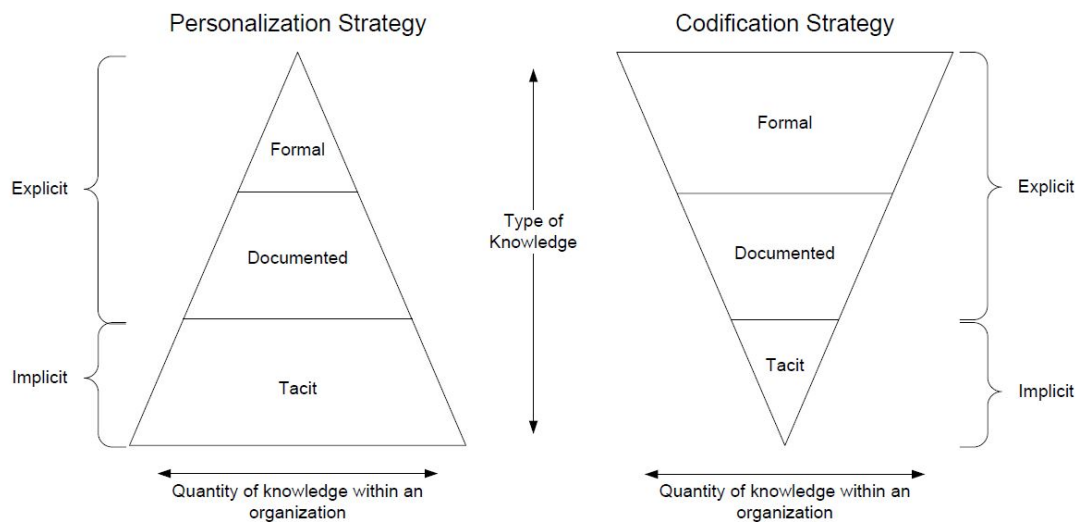 Personalization Strategy
Codification Strategy
Formal
Documented
Tacit
Explicit
Implicit
Type of
Knowledge
Formal
Documented
Tacit
Explicit
Implicit
Quantity of knowledge within an
organization
Quantity of knowledge within an
organization